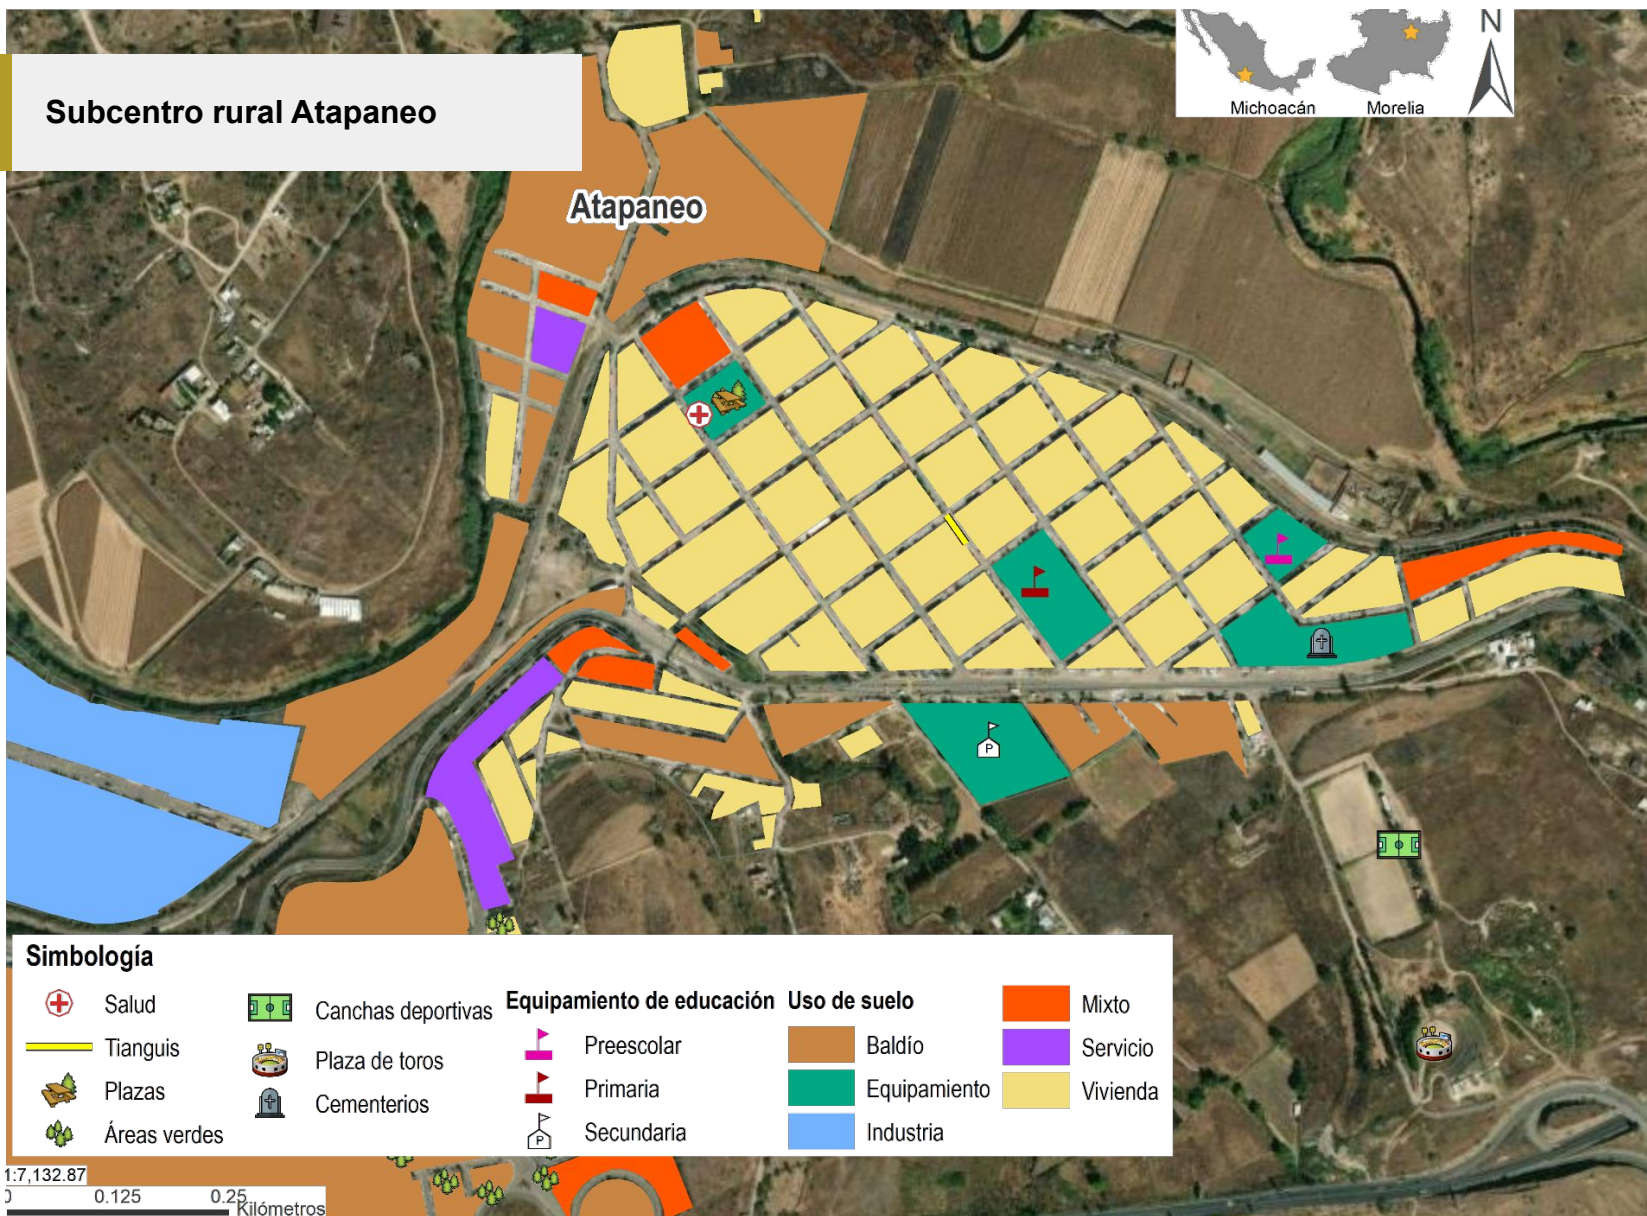 Michoacán
Morelia
N
Subcentro rural Atapaneo
Atapaneo
P
Simbología
Salud
Tianguis
Plazas
Áreas verdes
Canchas deportivas
Plaza de toros
Cementerios
Equipamiento de educación
Preescolar
Primaria
P
Secundaria
Uso de suelo
Baldío
Equipamiento
Industria
Mixto
Servicio
Vivienda
1:7,132.87
0 0.125 0.25
Kilómetros